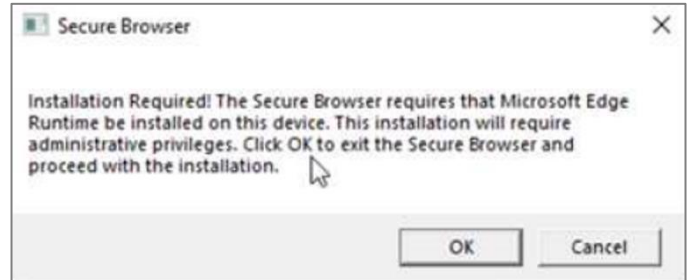 Secure Browser
Installation Required! The Secure Browser requires that Microsoft Edge
Runtime be installed on this device. This installation will require
administrative privileges. Click OK to exit the Secure Browser and
proceed with the installation.
OK
Cancel